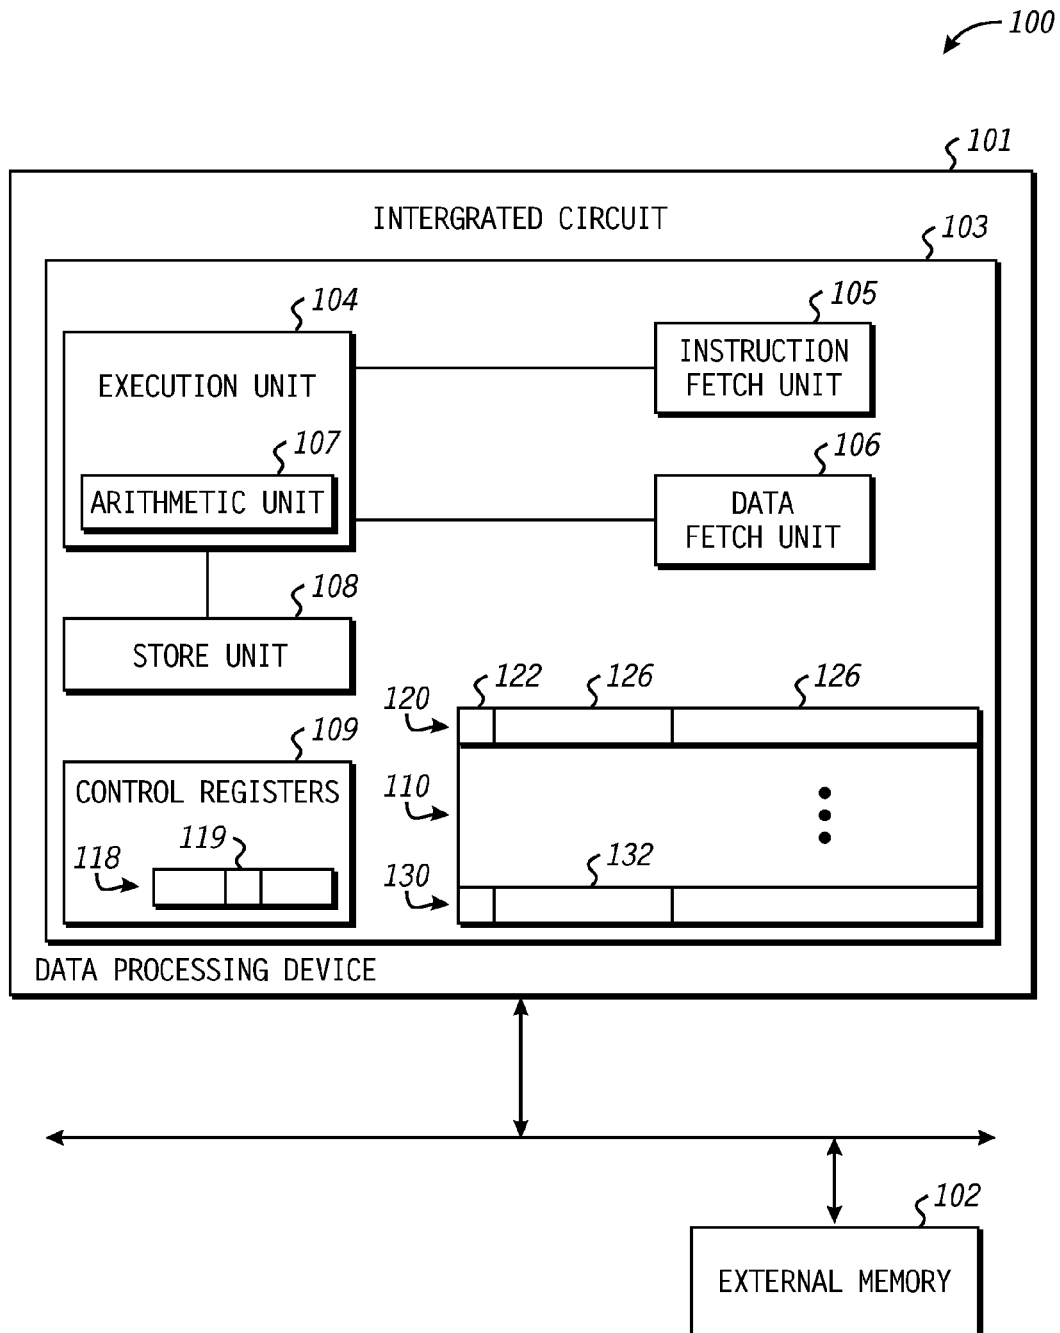 100
101
INTERGRATED CIRCUIT
103
104
EXECUTION UNIT
105
INSTRUCTION
FETCH UNIT
107
ARITHMETIC UNIT
106
DATA
FETCH UNIT
108
STORE UNIT
109
CONTROL REGISTERS
118
119
120
122
126
126
110
130
132
DATA PROCESSING DEVICE
102
EXTERNAL MEMORY